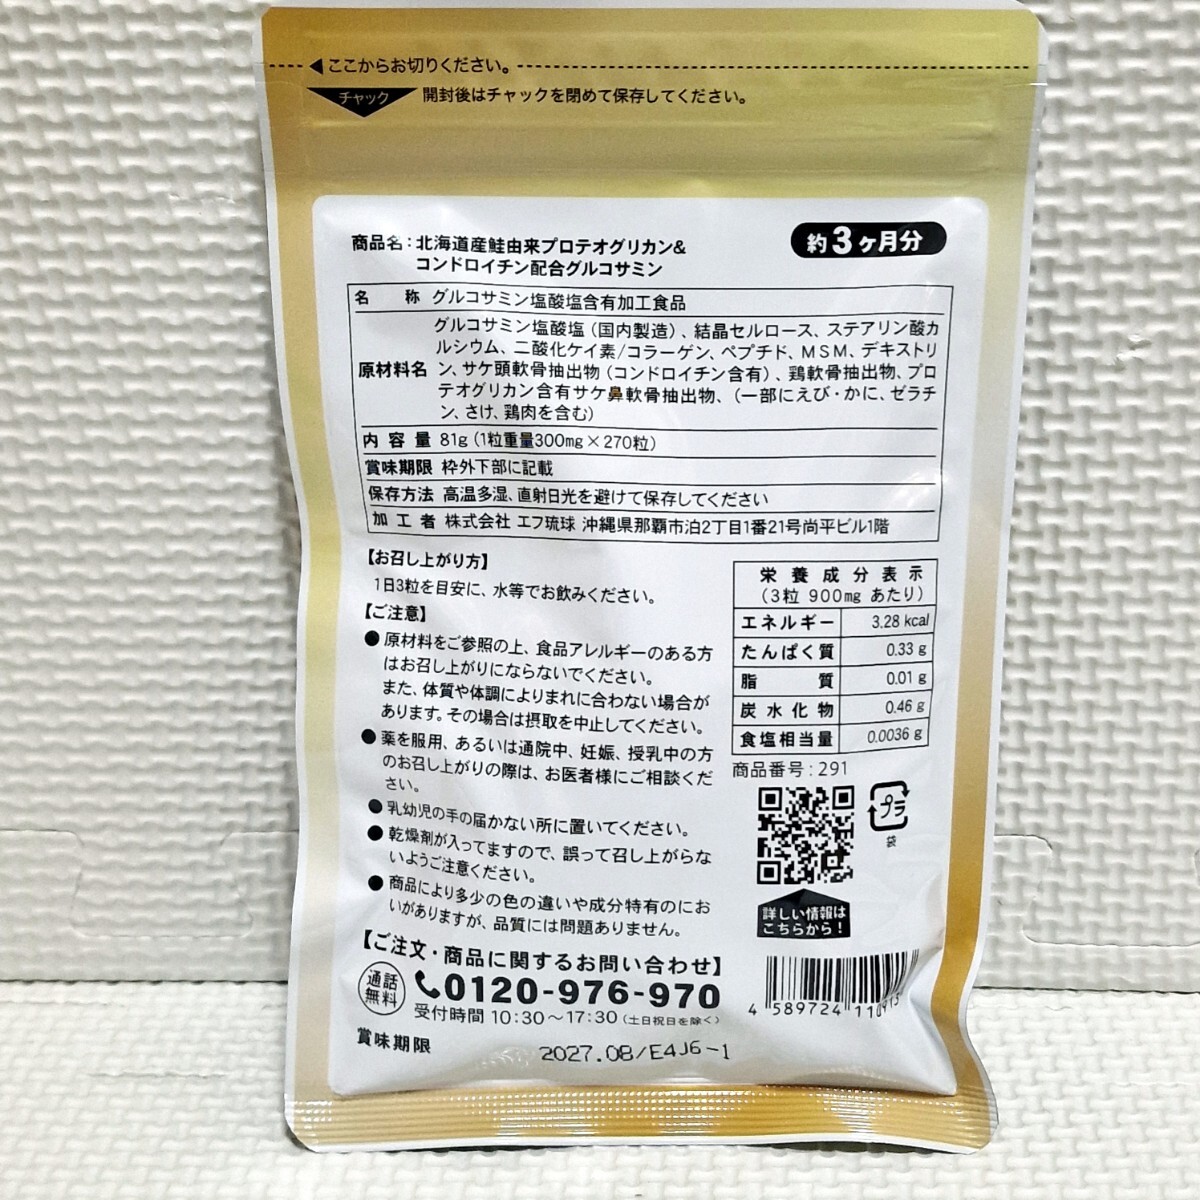 ◀ここからお切りください。
チャック 開封後はチャックを閉めて保存してください。
商品名：北海道産鮭由来プロテオグリカン&
コンドロイチン配合グルコサミン
約3ヶ月分
名称 グルコサミン塩酸塩含有加工食品
原材料名 グルコサミン塩酸塩（国内製造）、結晶セルロース、ステアリン酸カ
ルシウム、二酸化ケイ素/コラーゲン、ペプチド、MSM、デキストリ
ン、サケ頭軟骨抽出物（コンドロイチン含有）、鶏軟骨抽出物、プロ
テオグリカン含有サケ鼻軟骨抽出物、（一部にえび・かに、ゼラチ
ン、さけ、鶏肉を含む）
内容量 81g（1粒重量300mg×270粒）
賞味期限 枠外下部に記載
保存方法 高温多湿、直射日光を避けて保存してください
加工者 株式会社 エフ琉球 沖縄県那覇市泊2丁目1番21号尚平ビル1階
【お召し上がり方】
1日3粒を目安に、水等でお飲みください。
【ご注意】
●原材料をご参照の上、食品アレルギーのある方
はお召し上がりにならないでください。
また、体質や体調によりまれに合わない場合が
あります。その場合は摂取を中止してください。
●薬を服用、あるいは通院中、妊娠、授乳中の方
のお召し上がりの際は、お医者様にご相談くだ
さい。
●乳幼児の手の届かない所に置いてください。
●乾燥剤が入ってますので、誤って召し上がらな
いようご注意ください。
●商品により多少の色の違いや成分特有のにお
いがありますが、品質には問題ありません。
栄養成分表示
（3粒 900mg あたり）
エネルギー 3.28 kcal
たんぱく質 0.33 g
脂質 0.01 g
炭水化物 0.46 g
食塩相当量 0.0036 g
商品番号：291
プラ
袋
詳しい情報は
こちらから！
【ご注文・商品に関するお問い合わせ】
通話
無料
0120-976-970
受付時間 10:30～17:30（土日祝日を除く）
4 589724 110913
賞味期限 2027.08/E4J6-1